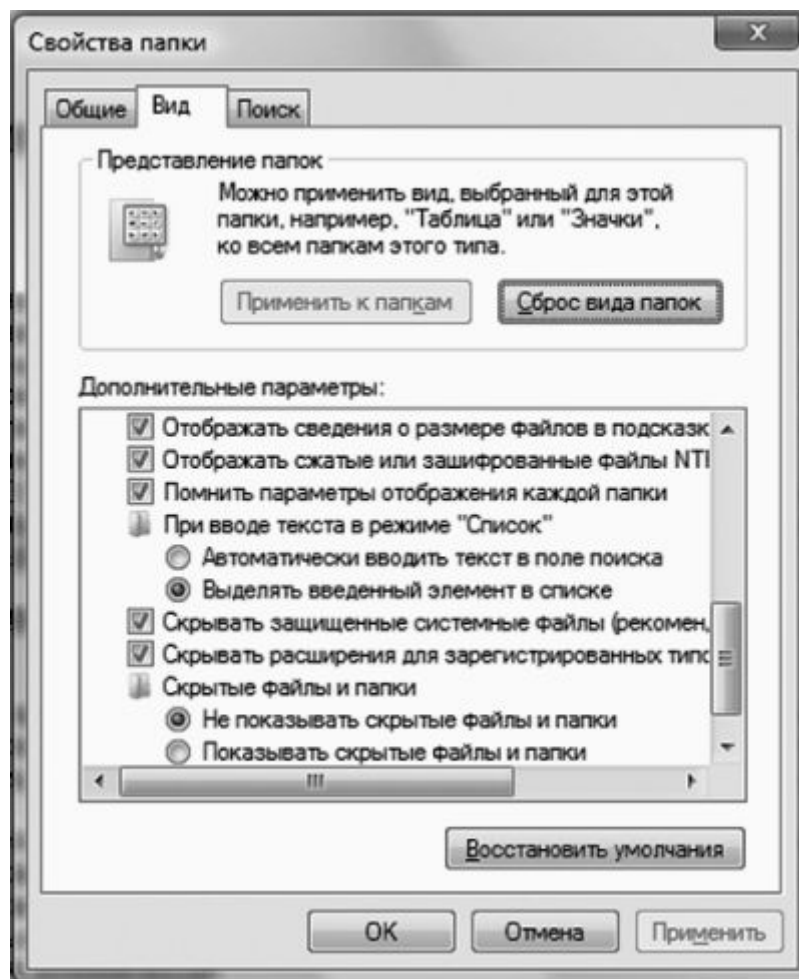 Свойства папки
Общие
Вид
Поиск
Представление папок
Можно применить вид, выбранный для этой
папки, например, "Таблица" или "Значки",
ко всем папкам этого типа.
Применить к папкам
Сброс вида папок
Дополнительные параметры:
Отображать сведения о размере файлов в подсказк
Отображать сжатые или зашифрованные файлы NTI
Помнить параметры отображения каждой папки
При вводе текста в режиме "Список"
Автоматически вводить текст в поле поиска
Выделять введенный элемент в списке
Скрывать защищенные системные файлы (рекомен,
Скрывать расширения для зарегистрированных типо
Скрытые файлы и папки
Не показывать скрытые файлы и папки
Показывать скрытые файлы и папки
Восстановить умолчания
ОК
Отмена
Применить